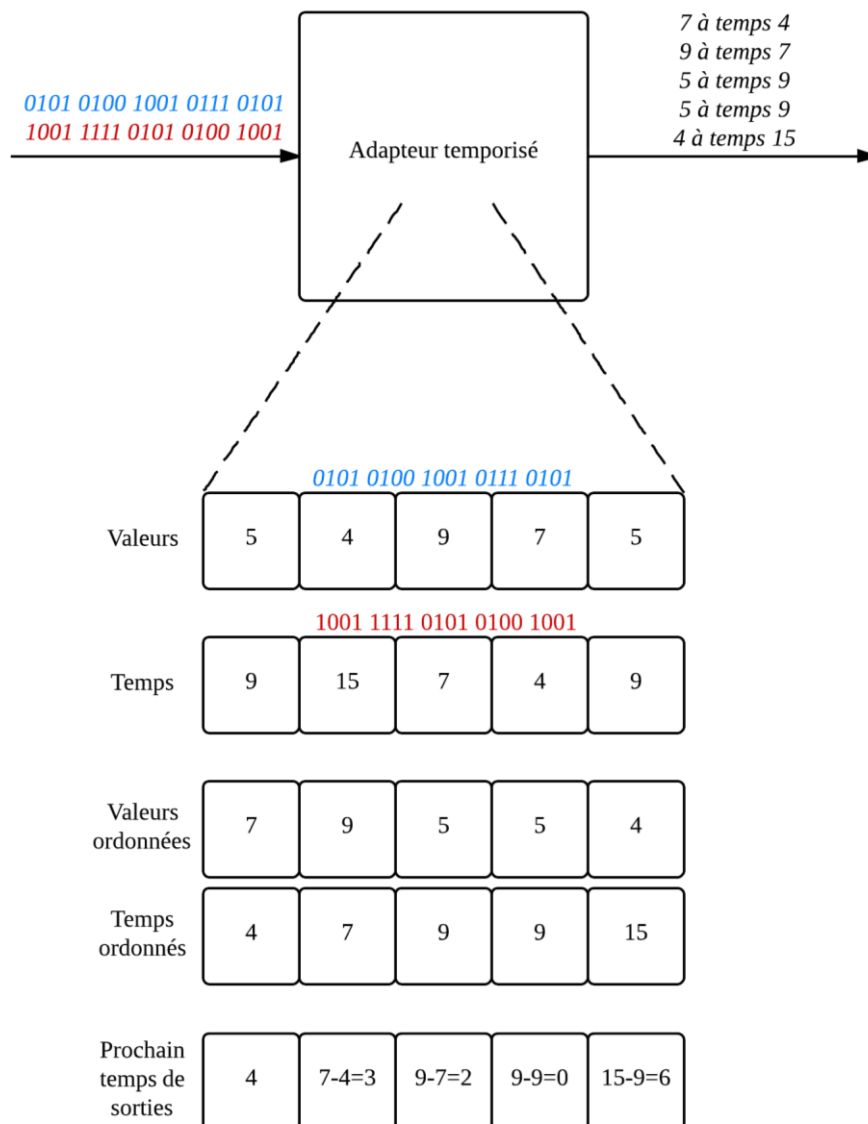 7 à temps 4
9 à temps 7
5 à temps 9
5 à temps 9
4 à temps 15
0101 0100 1001 0111 0101
1001 1111 0101 0100 1001
Adapteur temporisé
0101 0100 1001 0111 0101
Valeurs 5 4 9 7 5
1001 1111 0101 0100 1001
Temps 9 15 7 4 9
Valeurs
ordonnées
7 9 5 5 4
Temps
ordonnés
4 7 9 9 15
Prochain
temps de
sorties
4 7-4=3 9-7=2 9-9=0 15-9=6